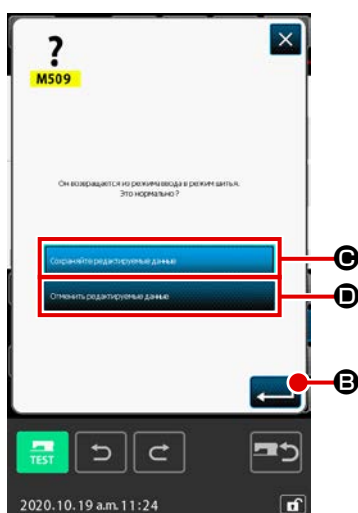 ?
M509
Он возвращается из режима ввода в режим шитья.
Это нормально ?
Сохраняйте редактируемые данные
C
Отменить редактируемые данные
D
B
TEST
2020.10.19 a.m.11:24